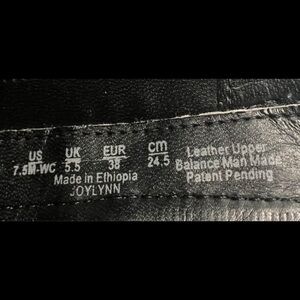 US UK EUR cm
7.5M-WC 5.5 38 24.5
Made in Ethiopia
JOYLYNN
Leather Upper
Balance Man Made
Patent Pending